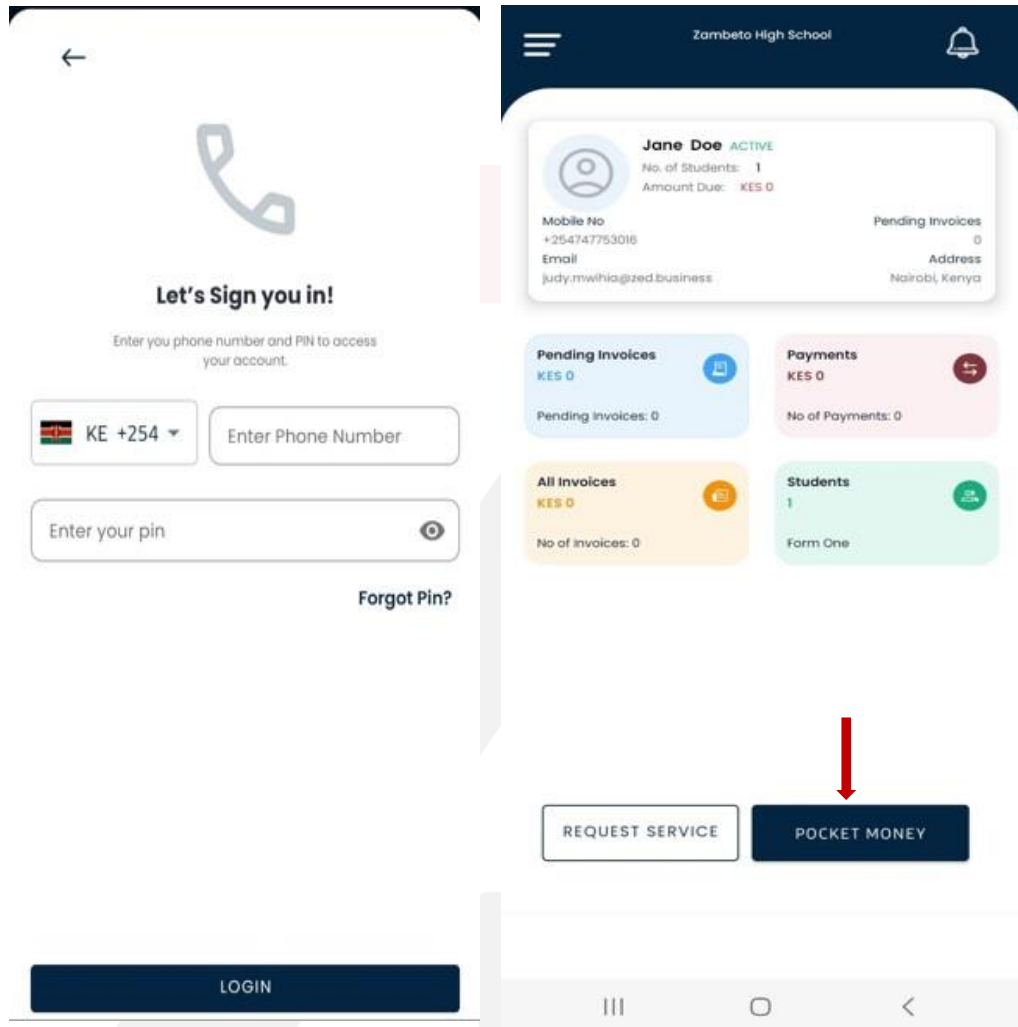 Let's Sign you in!
Enter you phone number and PIN to access
your account.
KE +254
Enter Phone Number
Enter your pin
Forgot Pin?
LOGIN
Zambeto High School
Jane Doe ACTIVE
No. of Students: 1
Amount Due: KES 0
Mobile No
Pending Invoices
+254747753016
0
Email
Address
judy.mwihia@zed.business
Nairobi, Kenya
Pending Invoices
KES 0
Pending Invoices: 0
Payments
KES 0
No of Payments: 0
All Invoices
KES 0
No of Invoices: 0
Students
1
Form One
REQUEST SERVICE
POCKET MONEY